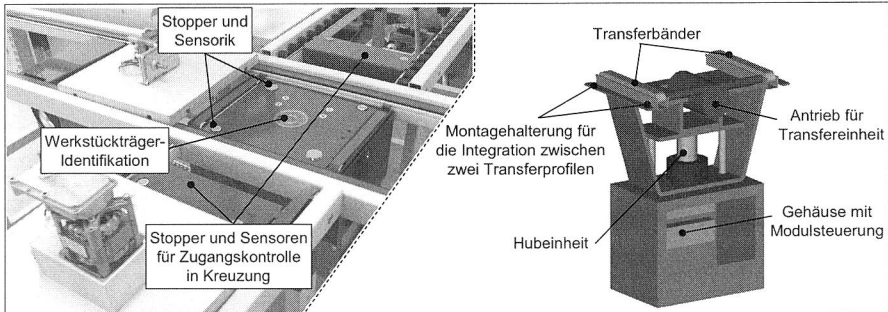 Stopper und
Sensorik
Werkstückträger-
Identifikation
Stopper und Sensoren
für Zugangskontrolle
in Kreuzung
Transferbänder
Montagehalterung für
die Integration zwischen
zwei Transferprofilen
Antrieb für
Transfereinheit
Hubeinheit
Gehäuse mit
Modulsteuerung